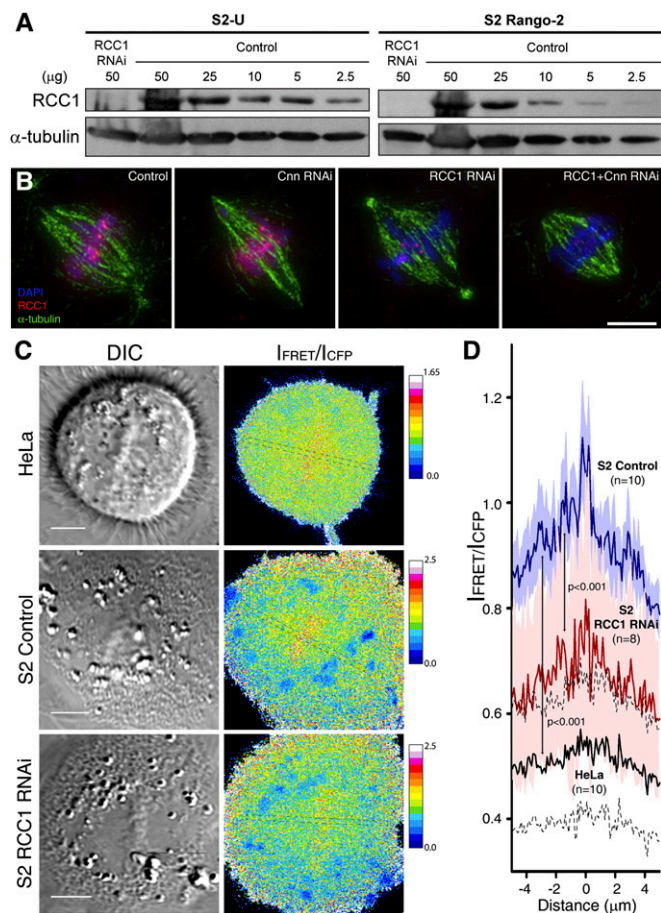 A
S2-U
S2 Rango-2
RCC1 RNAi
Control
RCC1 RNAi
Control
(μg)
50
50
25
10
5
2.5
50
50
25
10
5
2.5
RCC1
α-tubulin
B
Control
Cnn RNAi
RCC1 RNAi
RCC1+Cnn RNAi
DAPI
RCC1
α-tubulin
C
DIC
IFRET/ICFP
HeLa
1.65
0.0
S2 Control
2.5
0.0
S2 RCC1 RNAi
2.5
0.0
D
IFRET/ICFP
1.2
1.0
0.8
0.6
0.4
S2 Control
(n=10)
p<0.001
S2
RCC1 RNAi
(n=8)
p<0.001
HeLa
(n=10)
-4 -2 0 2 4
Distance (μm)